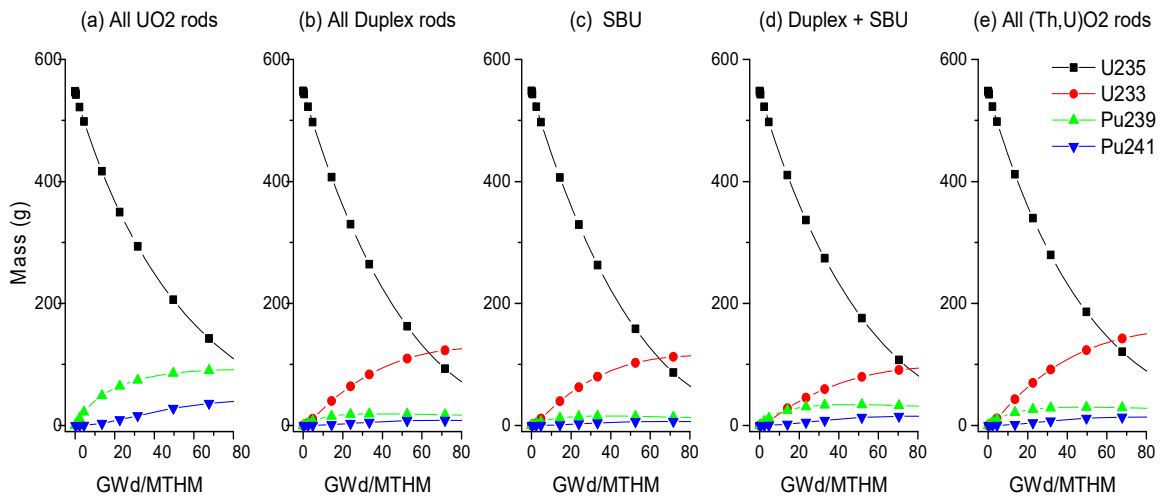 (a) All UO2 rods
(b) All Duplex rods
(c) SBU
(d) Duplex + SBU
(e) All (Th,U)O2 rods
Mass (g)
600
400
200
0
600
400
200
0
600
400
200
0
600
400
200
0
600
400
200
0
U235
U233
Pu239
Pu241
0 20 40 60 80
0 20 40 60 80
0 20 40 60 80
0 20 40 60 80
0 20 40 60 80
GWd/MTHM
GWd/MTHM
GWd/MTHM
GWd/MTHM
GWd/MTHM